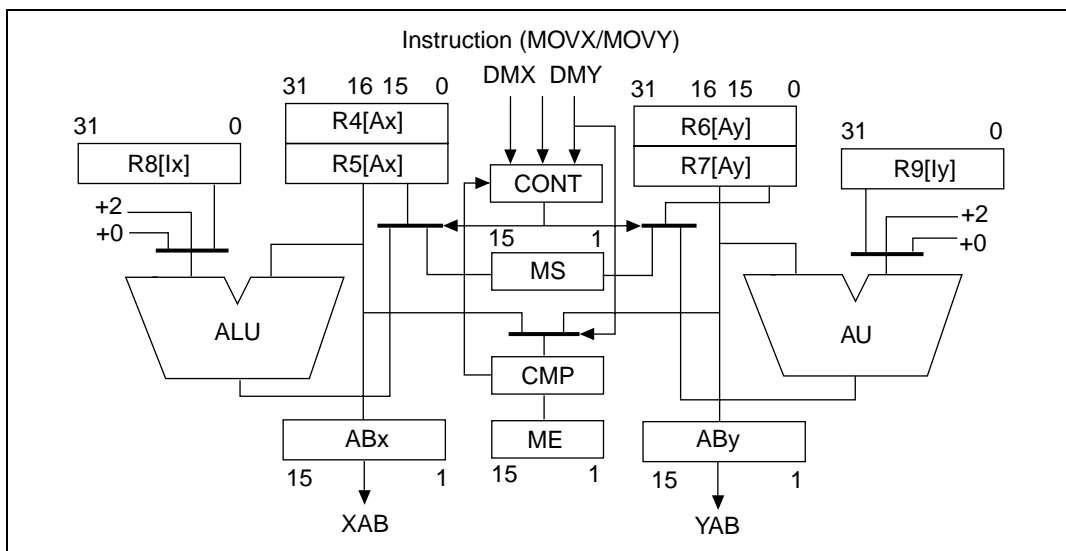 Instruction (MOVX/MOVY)
DMX DMY
31 16 15 0
31 16 15 0
R4[Ax]
R6[Ay]
31 0
31 0
R8[Ix]
R5[Ax]
CONT
R7[Ay]
R9[Iy]
+2
+0
15 1
+2
+0
MS
ALU
AU
CMP
ABx
ME
ABy
15 1
15 1
15 1
XAB
YAB